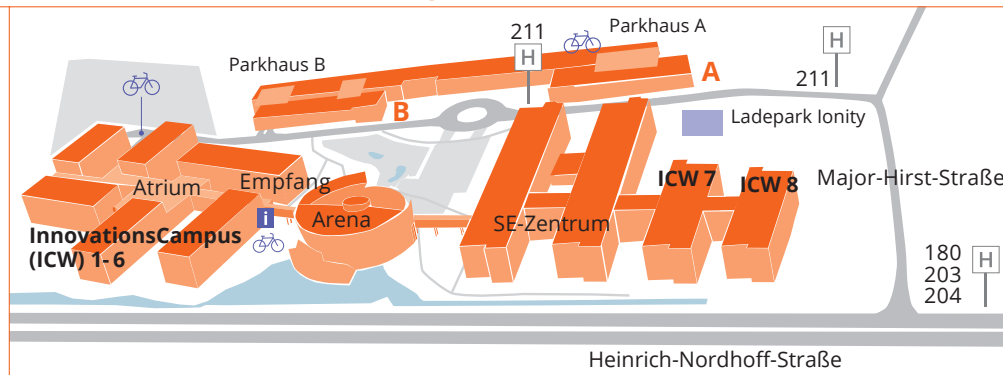 211
H
Parkhaus A
Parkhaus B
H
211
A
B
Ladepark Ionity
Atrium
Empfang
ICW 7
ICW 8
Major-Hirst-Straße
i
Arena
SE-Zentrum
InnovationsCampus
(ICW) 1-6
180
203
204
H
Heinrich-Nordhoff-Straße